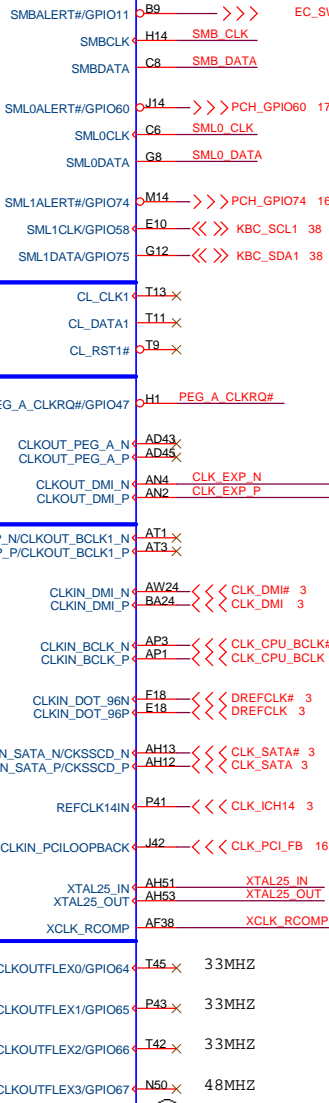 SMBALERT#/GPIO11 B9 EC_SW
SMBCLK H14 SMB_CLK
SMBDATA C8 SMB_DATA
SML0ALERT#/GPIO60 J14 PCH_GPIO60 17
SML0CLK C6 SML0_CLK
SML0DATA G8 SML0_DATA
SML1ALERT#/GPIO74 M14 PCH_GPIO74 16
SML1CLK/GPIO58 E10 KBC_SCL1 38
SML1DATA/GPIO75 G12 KBC_SDA1 38
CL_CLK1 T13
CL_DATA1 T11
CL_RST1# T9
EG_A_CLKRQ#/GPIO47 H1 PEG_A_CLKRQ#
CLKOUT_PEG_A_N AD43
CLKOUT_PEG_A_P AD45
CLKOUT_DMI_N AN4 CLK_EXP_N
CLKOUT_DMI_P AN2 CLK_EXP_P
P_N/CLKOUT_BCLK1_N AT1
P_P/CLKOUT_BCLK1_P AT3
CLKIN_DMI_N AW24 CLK_DMI# 3
CLKIN_DMI_P BA24 CLK_DMI 3
CLKIN_BCLK_N AP3 CLK_CPU_BCLK#
CLKIN_BCLK_P AP1 CLK_CPU_BCLK
CLKIN_DOT_96N F18 DREFCLK# 3
CLKIN_DOT_96P E18 DREFCLK 3
N_SATA_N/CKSSCD_N AH13 CLK_SATA# 3
N_SATA_P/CKSSCD_P AH12 CLK_SATA 3
REFCLK14IN P41 CLK_ICH14 3
CLKIN_PCILOOPBACK J42 CLK_PCI_FB 16
XTAL25_IN AH51 XTAL25_IN
XTAL25_OUT AH53 XTAL25_OUT
XCLK_RCOMP AF38 XCLK_RCOMP
CLKOUTFLEX0/GPIO64 T45 33MHZ
CLKOUTFLEX1/GPIO65 P43 33MHZ
CLKOUTFLEX2/GPIO66 T42 33MHZ
CLKOUTFLEX3/GPIO67 N50 48MHZ